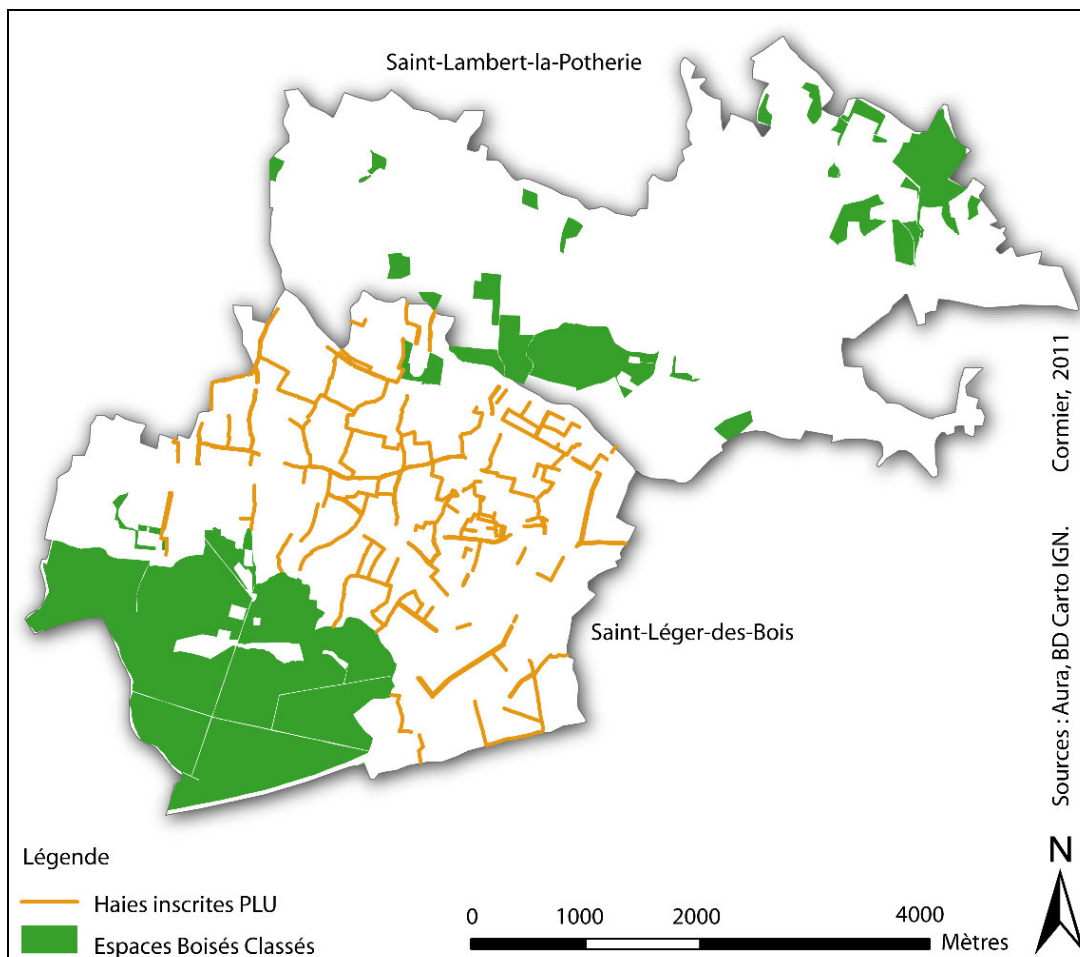 Saint-Lambert-la-Potherie
Saint-Léger-des-Bois
Sources : Aura, BD Carto IGN. Cormier, 2011
N
Légende
Haies inscrites PLU
Espaces Boisés Classés
0 1000 2000 4000
Mètres